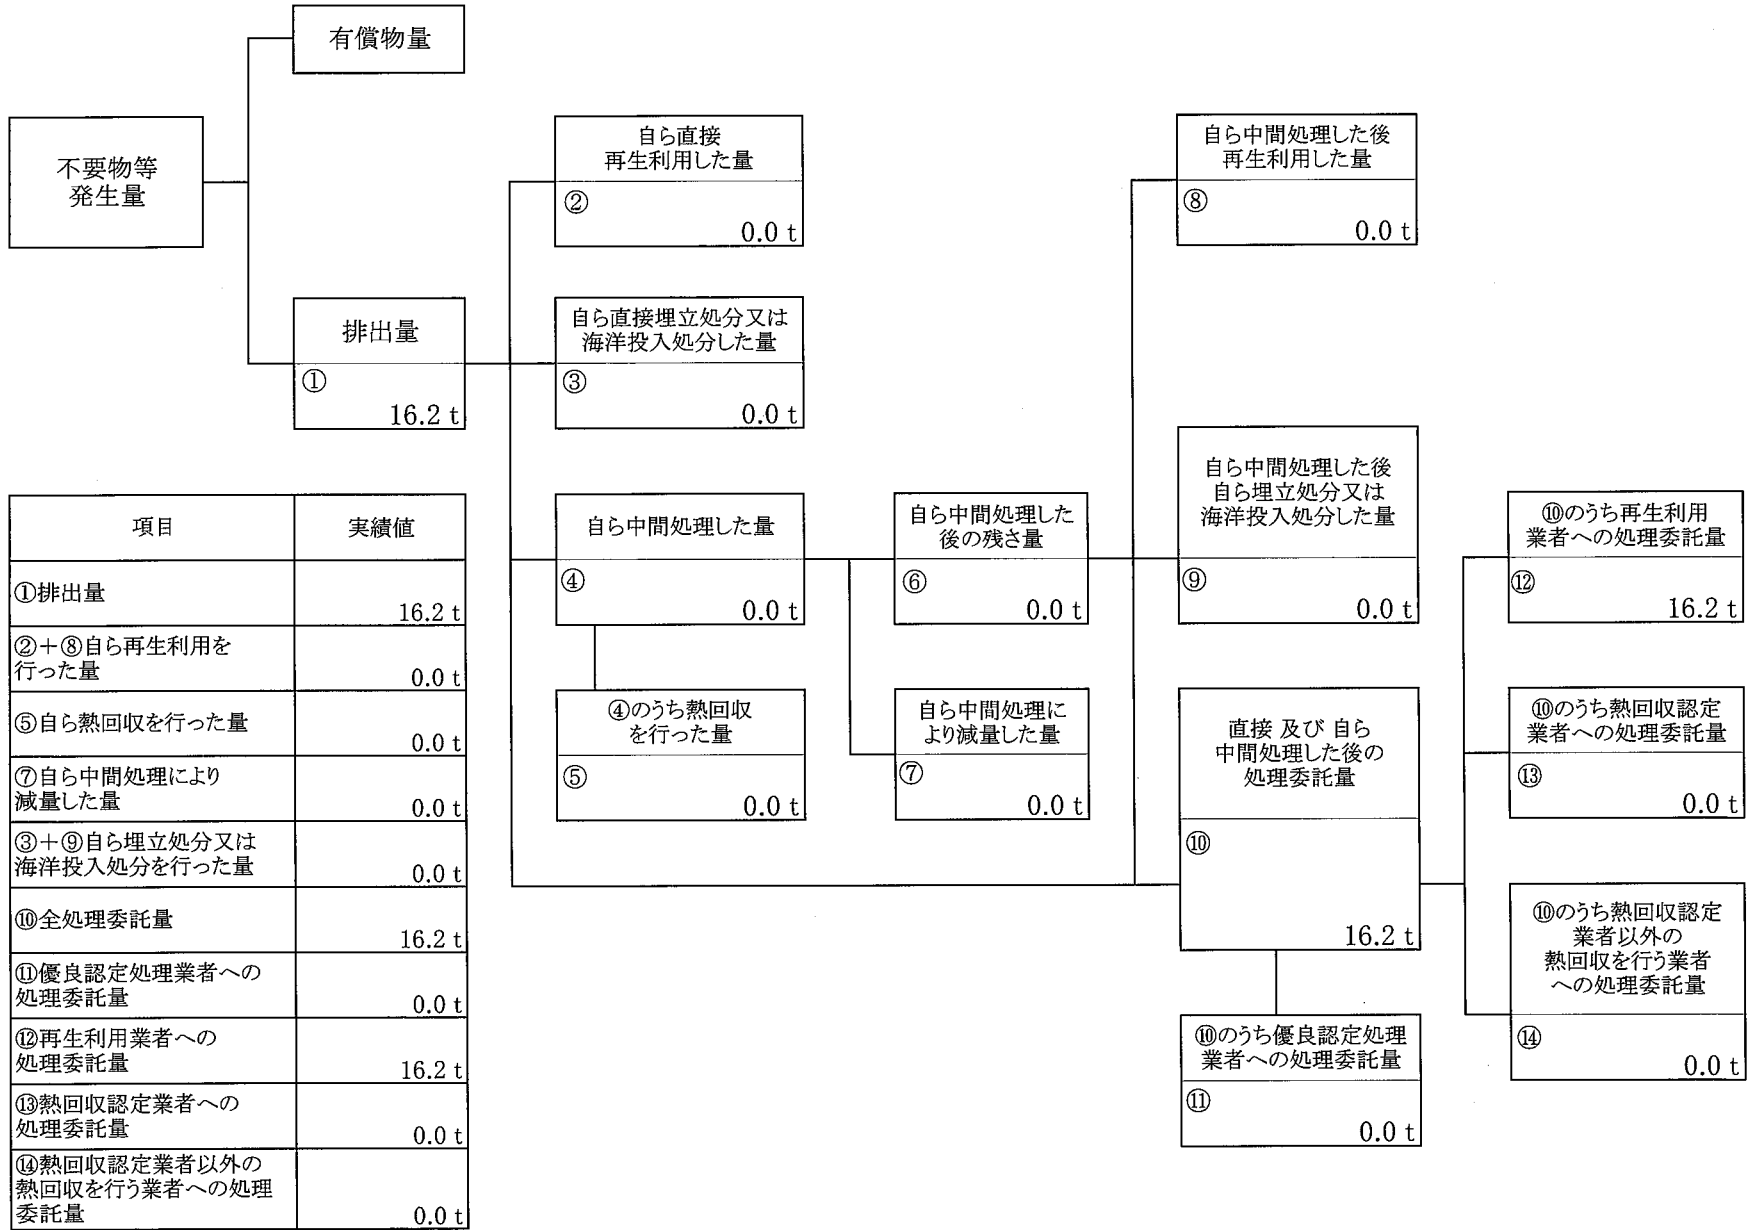 有償物量
不要物等
発生量
排出量
①
16.2 t
自ら直接
再生利用した量
②
0.0 t
自ら直接埋立処分又は
海洋投入処分した量
③
0.0 t
自ら中間処理した量
④
0.0 t
④のうち熱回収
を行った量
⑤
0.0 t
自ら中間処理した
後の残さ量
⑥
0.0 t
自ら中間処理に
より減量した量
⑦
0.0 t
自ら中間処理した後
再生利用した量
⑧
0.0 t
自ら中間処理した後
自ら埋立処分又は
海洋投入処分した量
⑨
0.0 t
直接 及び 自ら
中間処理した後の
処理委託量
⑩
16.2 t
⑩のうち優良認定処理
業者への処理委託量
⑪
0.0 t
⑩のうち再生利用
業者への処理委託量
⑫
16.2 t
⑩のうち熱回収認定
業者への処理委託量
⑬
0.0 t
⑩のうち熱回収認定
業者以外の
熱回収を行う業者
への処理委託量
⑭
0.0 t
項目 実績値
①排出量
16.2 t
②＋⑧自ら再生利用を
行った量
0.0 t
⑤自ら熱回収を行った量
0.0 t
⑦自ら中間処理により
減量した量
0.0 t
③＋⑨自ら埋立処分又は
海洋投入処分を行った量
0.0 t
⑩全処理委託量
16.2 t
⑪優良認定処理業者への
処理委託量
0.0 t
⑫再生利用業者への
処理委託量
16.2 t
⑬熱回収認定業者への
処理委託量
0.0 t
⑭熱回収認定業者以外の
熱回収を行う業者への処理
委託量
0.0 t